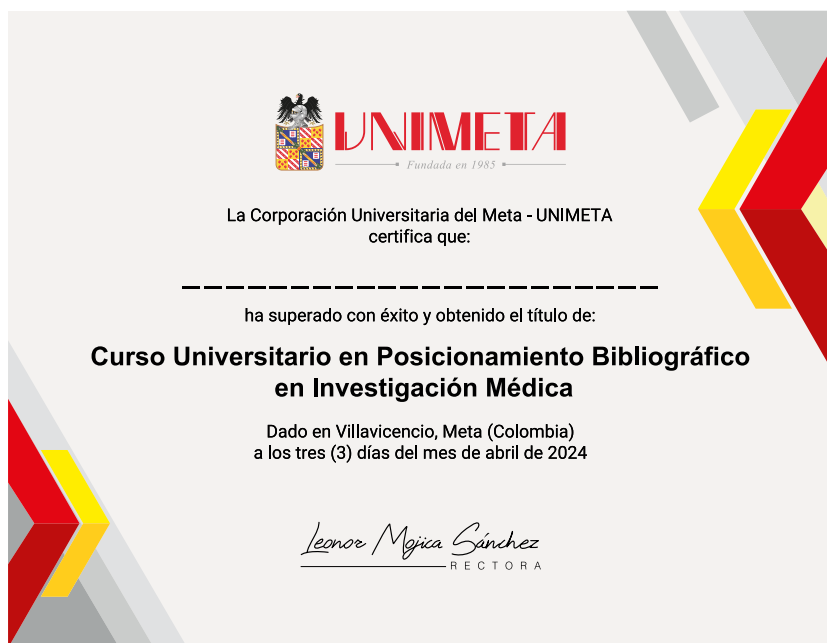 UNIMETA
Fundada en 1985
La Corporación Universitaria del Meta - UNIMETA
certifica que:
ha superado con éxito y obtenido el título de:
Curso Universitario en Posicionamiento Bibliográfico
en Investigación Médica
Dado en Villavicencio, Meta (Colombia)
a los tres (3) días del mes de abril de 2024
Leonor Mojica Sánchez
RECTORA